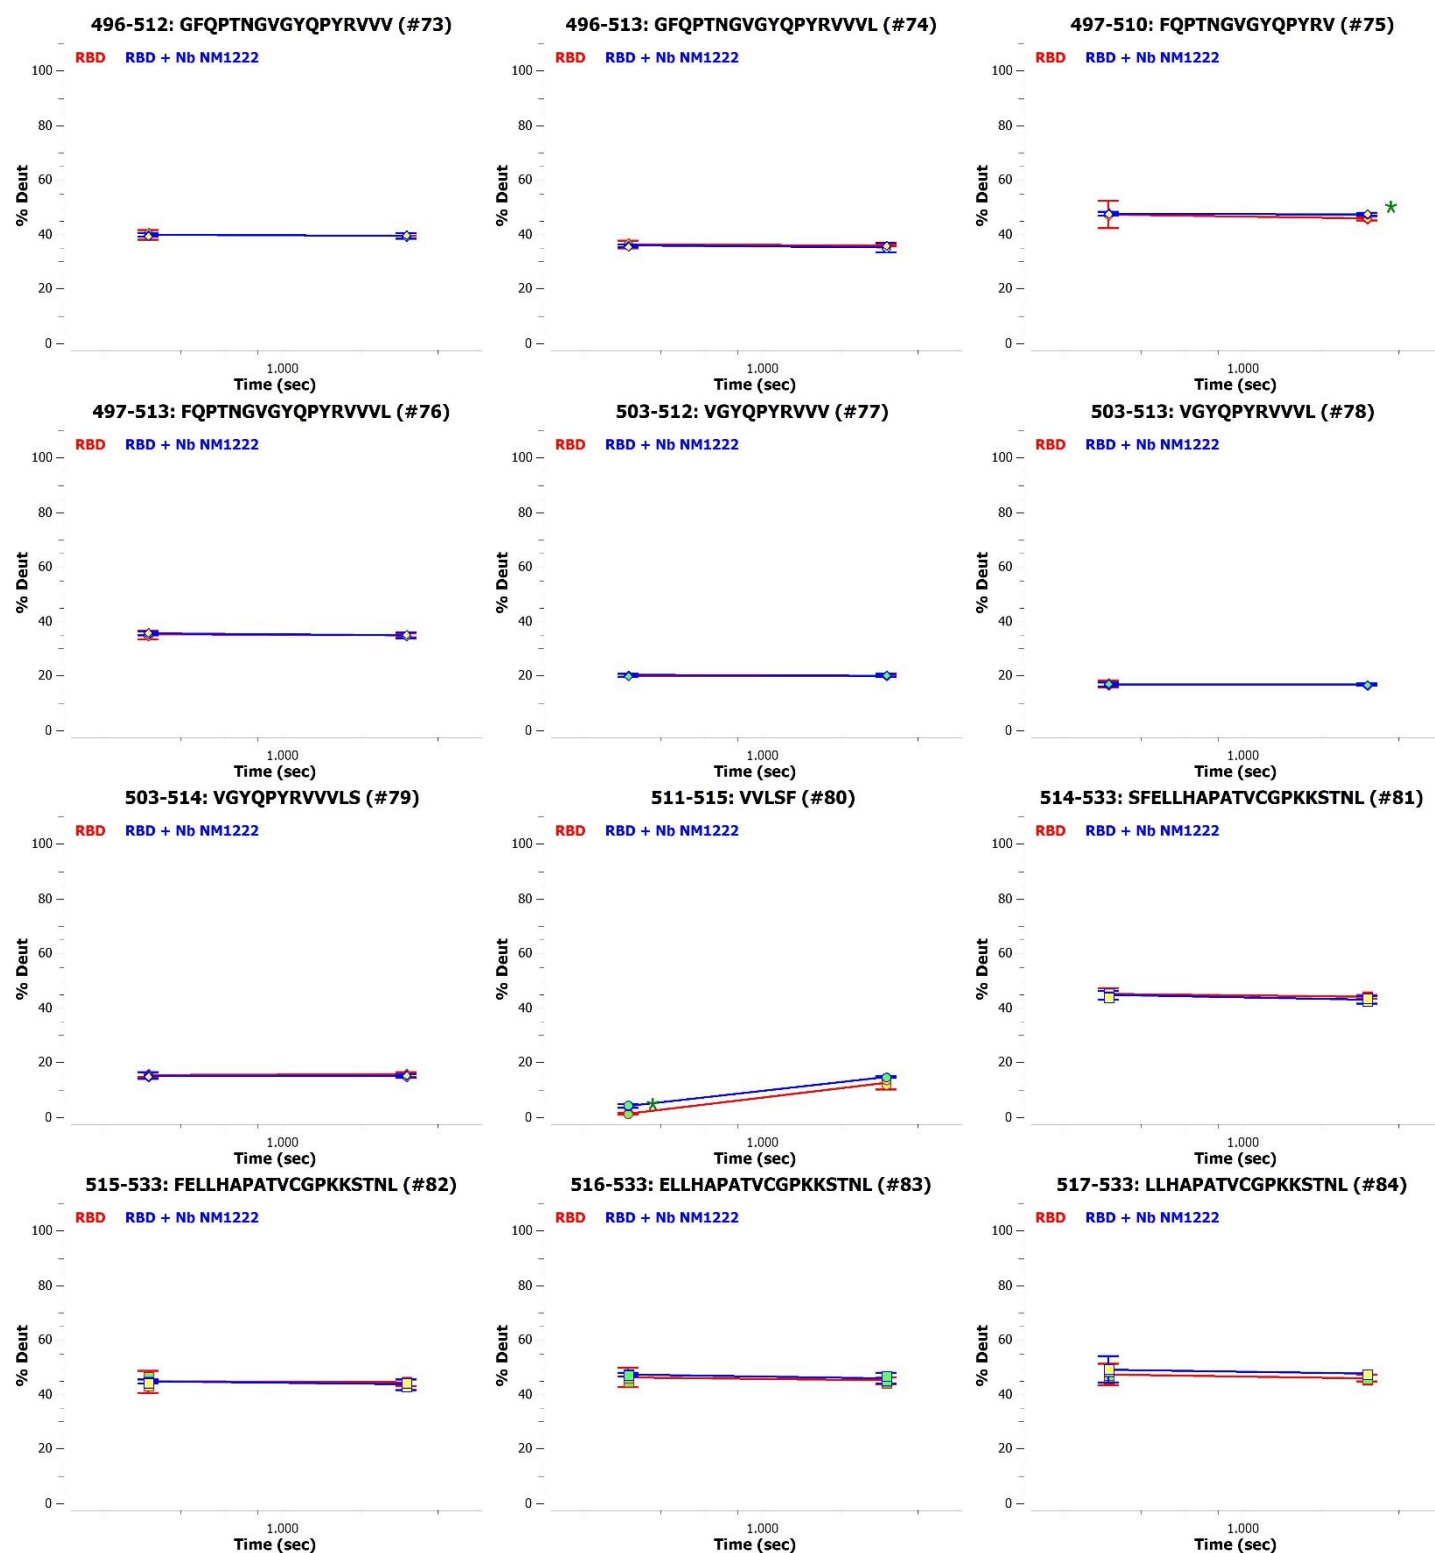 496-512: GFQPTNGVGYQPYRVVV (#73)
RBD RBD + Nb NM1222
100
80
60
40
20
0
% Deut
1.000
Time (sec)
496-513: GFQPTNGVGYQPYRVVVL (#74)
RBD RBD + Nb NM1222
100
80
60
40
20
0
% Deut
1.000
Time (sec)
497-510: FQPTNGVGYQPYRV (#75)
RBD RBD + Nb NM1222
100
80
60
40
20
0
% Deut
1.000
Time (sec)
497-513: FQPTNGVGYQPYRVVVL (#76)
RBD RBD + Nb NM1222
100
80
60
40
20
0
% Deut
1.000
Time (sec)
503-512: VGYQPYRVVV (#77)
RBD RBD + Nb NM1222
100
80
60
40
20
0
% Deut
1.000
Time (sec)
503-513: VGYQPYRVVVL (#78)
RBD RBD + Nb NM1222
100
80
60
40
20
0
% Deut
1.000
Time (sec)
503-514: VGYQPYRVVVLS (#79)
RBD RBD + Nb NM1222
100
80
60
40
20
0
% Deut
1.000
Time (sec)
511-515: VVLSF (#80)
RBD RBD + Nb NM1222
100
80
60
40
20
0
% Deut
1.000
Time (sec)
514-533: SFELLHAPATVCGPKKSTNL (#81)
RBD RBD + Nb NM1222
100
80
60
40
20
0
% Deut
1.000
Time (sec)
515-533: FELLHAPATVCGPKKSTNL (#82)
RBD RBD + Nb NM1222
100
80
60
40
20
0
% Deut
1.000
Time (sec)
516-533: ELLHAPATVCGPKKSTNL (#83)
RBD RBD + Nb NM1222
100
80
60
40
20
0
% Deut
1.000
Time (sec)
517-533: LLHAPATVCGPKKSTNL (#84)
RBD RBD + Nb NM1222
100
80
60
40
20
0
% Deut
1.000
Time (sec)